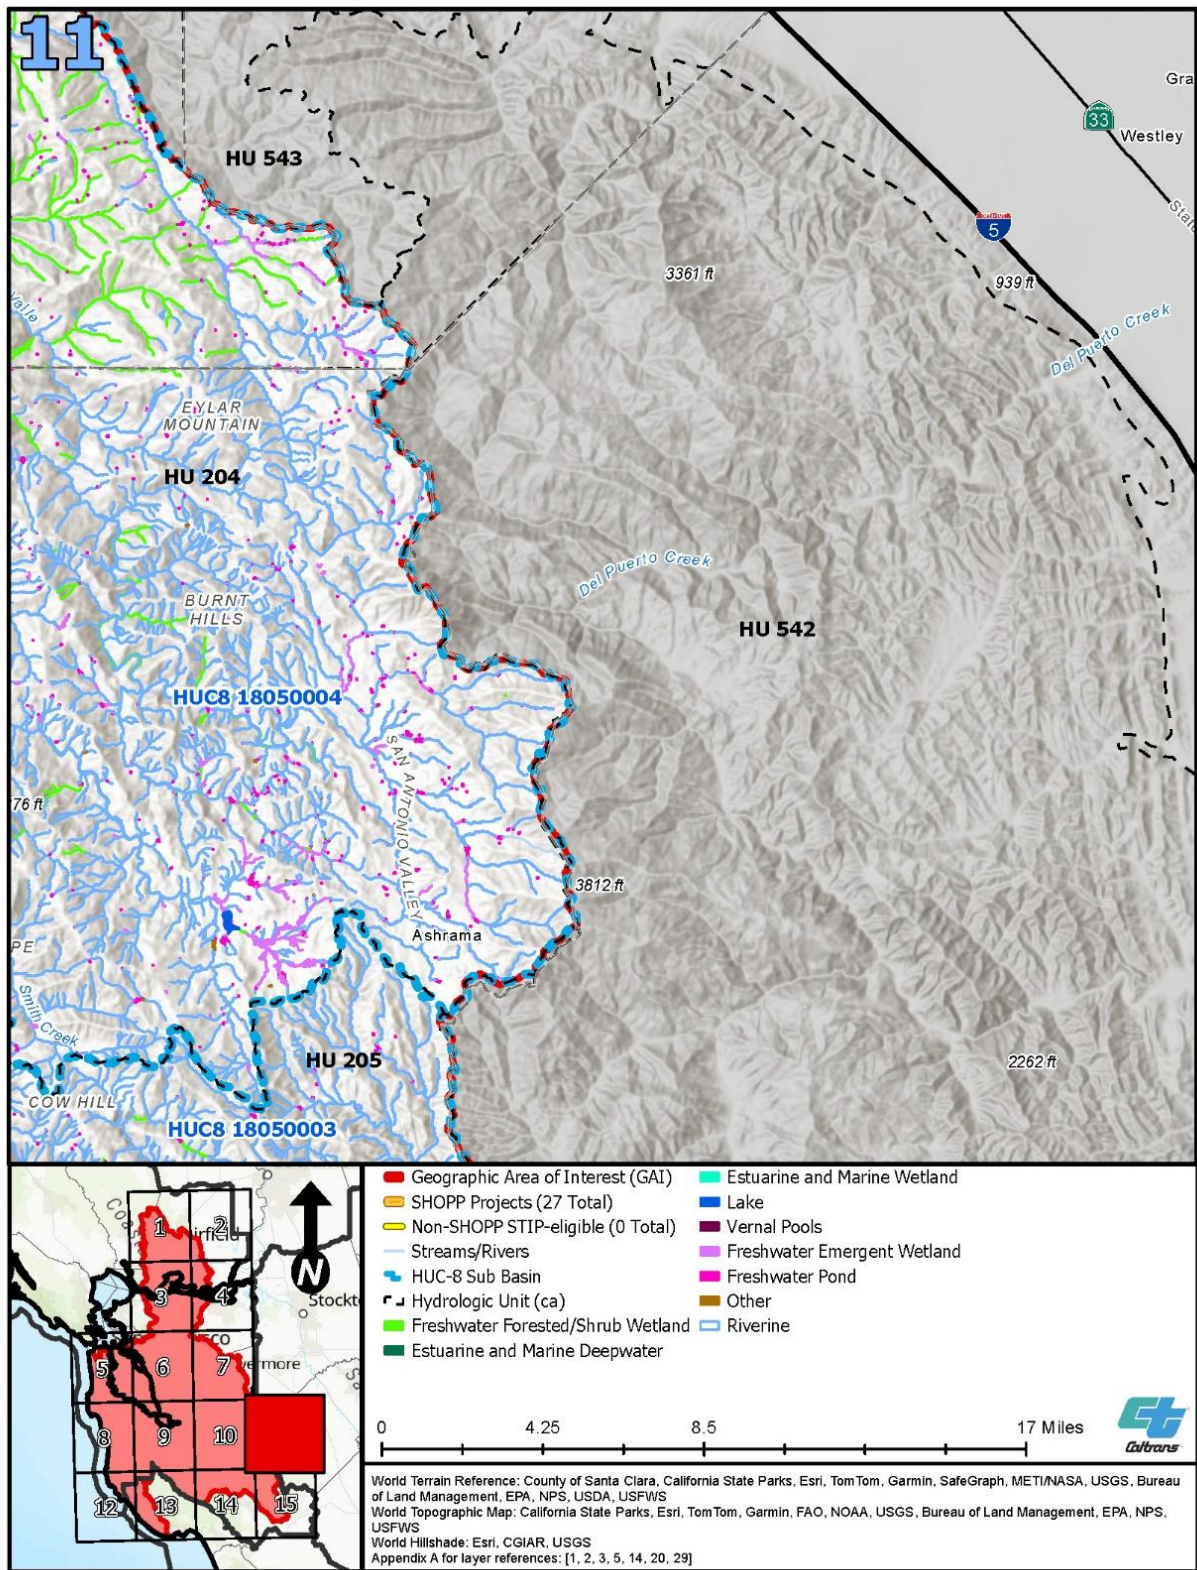 11
Gra
33
Westley
State
HU 543
5
3361 ft
939 ft
Valle
Del Puerto Creek
EYLAR
MOUNTAIN
HU 204
Del Puerto Creek
BURNT
HILLS
HU 542
HUC8 18050004
SAN ANTONIO VALLEY
76 ft
3812 ft
Ashrama
PE
Smith Creek
HU 205
2262 ft
COW HILL
HUC8 18050003
Geographic Area of Interest (GAI)
SHOPP Projects (27 Total)
Non-SHOPP STIP-eligible (0 Total)
Streams/Rivers
HUC-8 Sub Basin
Hydrologic Unit (ca)
Freshwater Forested/Shrub Wetland
Estuarine and Marine Deepwater
Estuarine and Marine Wetland
Lake
Vernal Pools
Freshwater Emergent Wetland
Freshwater Pond
Other
Riverine
Coas
1
2
irfield
N
3
4
Stockt
sco
5
6
7
vermore
8
9
10
12
13
14
15
0 4.25 8.5 17 Miles
Caltrans
World Terrain Reference: County of Santa Clara, California State Parks, Esri, TomTom, Garmin, SafeGraph, METI/NASA, USGS, Bureau
of Land Management, EPA, NPS, USDA, USFWS
World Topographic Map: California State Parks, Esri, TomTom, Garmin, FAO, NOAA, USGS, Bureau of Land Management, EPA, NPS,
USFWS
World Hillshade: Esri, CGIAR, USGS
Appendix A for layer references: [1, 2, 3, 5, 14, 20, 29]